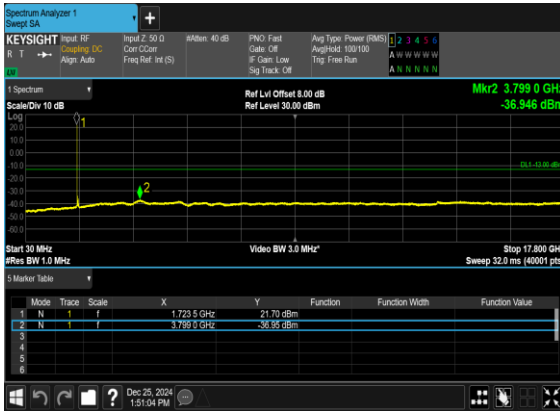 Spectrum Analyzer 1
Swept SA
+
KEYSIGHT Input: RF Input Z: 50 Ω #Atten: 40 dB PNO: Fast Avg Type: Power (RMS) 1 2 3 4 5 6
R T Coupling: DC Corr CCorr Gate: Off Avg|Hold: 100/100 A W W W W W
Align: Auto Freq Ref: Int (S) IF Gain: Low Trig: Free Run
Sig Track: Off A N N N N N
1 Spectrum Ref Lvl Offset 8.00 dB Mkr2 3.799 0 GHz
Scale/Div 10 dB Ref Level 30.00 dBm -36.946 dBm
Log
20.0
10.0
0.00
-10.0
DL1 -13.00 dBm
-20.0
-30.0
-40.0
-50.0
-60.0
1
2
Start 30 MHz Video BW 3.0 MHz* Stop 17.800 GHz
#Res BW 1.0 MHz Sweep 32.0 ms (40001 pts)
5 Marker Table
Mode Trace Scale X Y Function Function Width Function Value
1 N 1 f 1.723 5 GHz 21.70 dBm
2 N 1 f 3.799 0 GHz -36.95 dBm
3
4
5
6
? Dec 25, 2024
1:51:04 PM